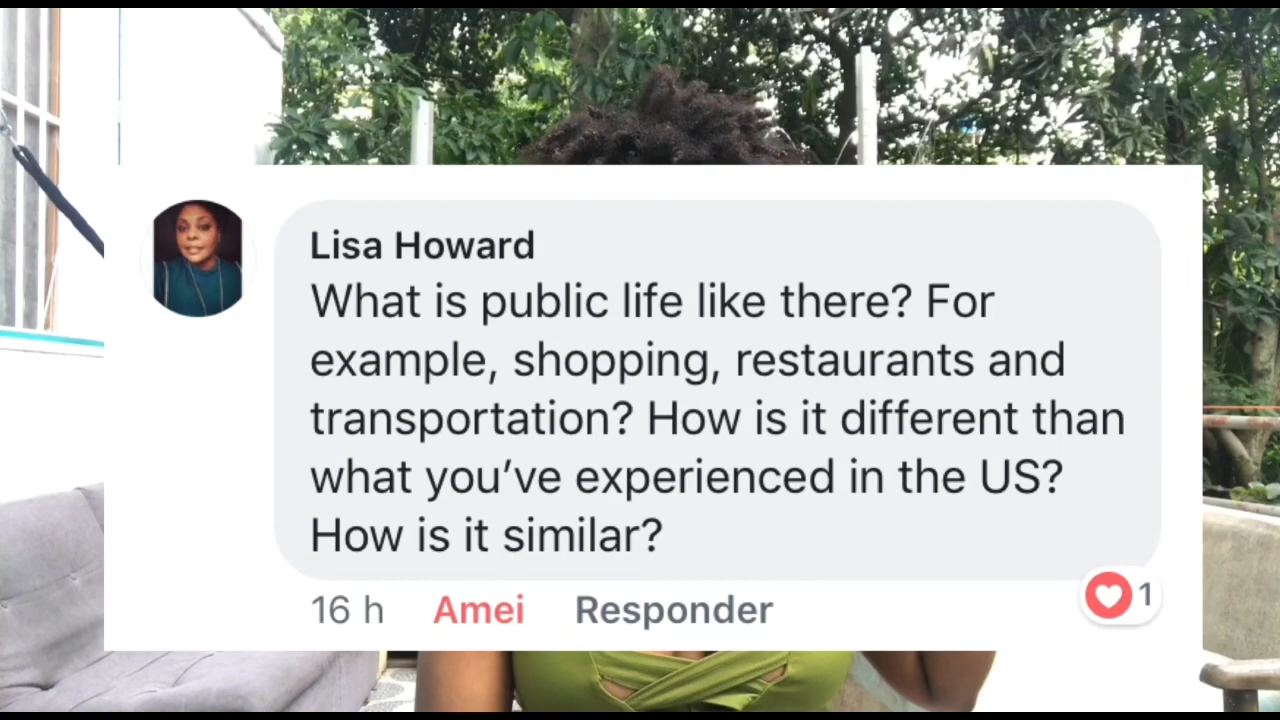 Lisa Howard
What is public life like there? For
example, shopping, restaurants and
transportation? How is it different than
what you’ve experienced in the US?
How is it similar?
16 h Amei Responder
1